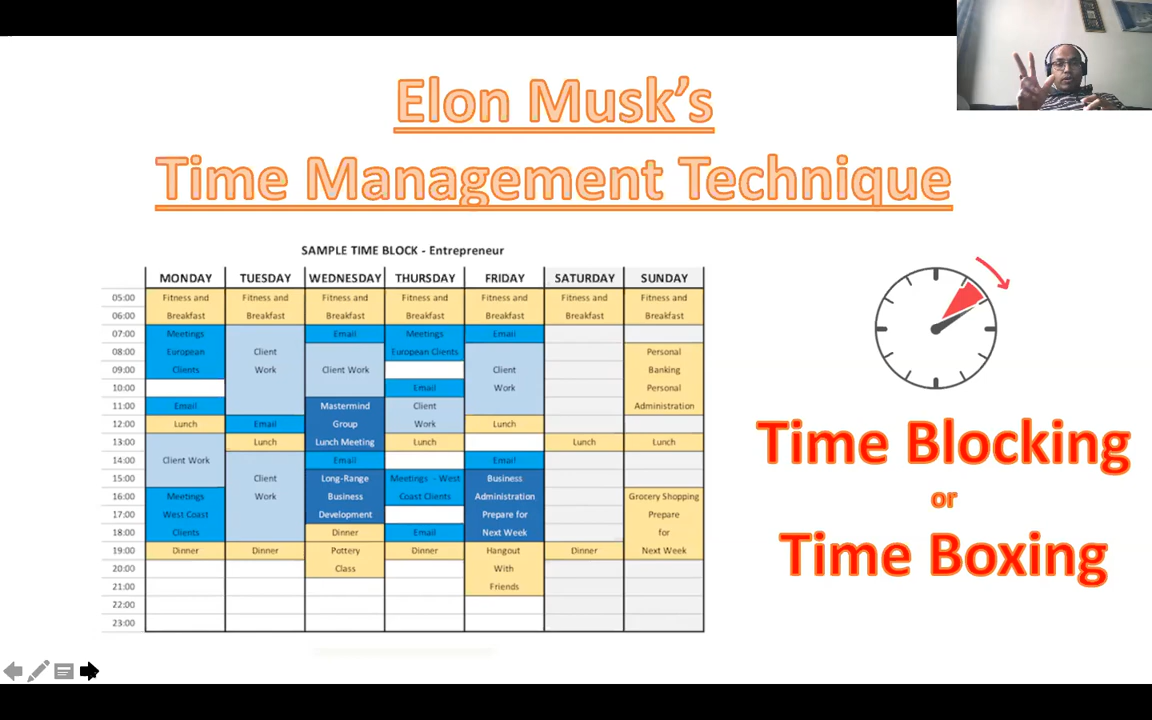 Elon Musk's
Time Management Technique
SAMPLE TIME BLOCK - Entrepreneur
MONDAY TUESDAY WEDNESDAY THURSDAY FRIDAY SATURDAY SUNDAY
05:00 Fitness and Fitness and Fitness and Fitness and Fitness and Fitness and Fitness and
06:00 Breakfast Breakfast Breakfast Breakfast Breakfast Breakfast Breakfast
07:00 Meetings Email Meetings Email
08:00 European Client European Clients Personal
09:00 Clients Work Client Work Client Banking
10:00 Email Work Personal
11:00 Email Mastermind Client Administration
12:00 Lunch Email Group Work Lunch
13:00 Lunch Lunch Meeting Lunch Lunch Lunch
14:00 Client Work Email Email
15:00 Client Long-Range Meetings - West Business
16:00 Meetings Work Business Coast Clients Administration Grocery Shopping
17:00 West Coast Development Prepare for Prepare
18:00 Clients Dinner Email Next Week for
19:00 Dinner Dinner Pottery Dinner Hangout Dinner Next Week
20:00 Class With
21:00 Friends
22:00
23:00
Time Blocking
or
Time Boxing